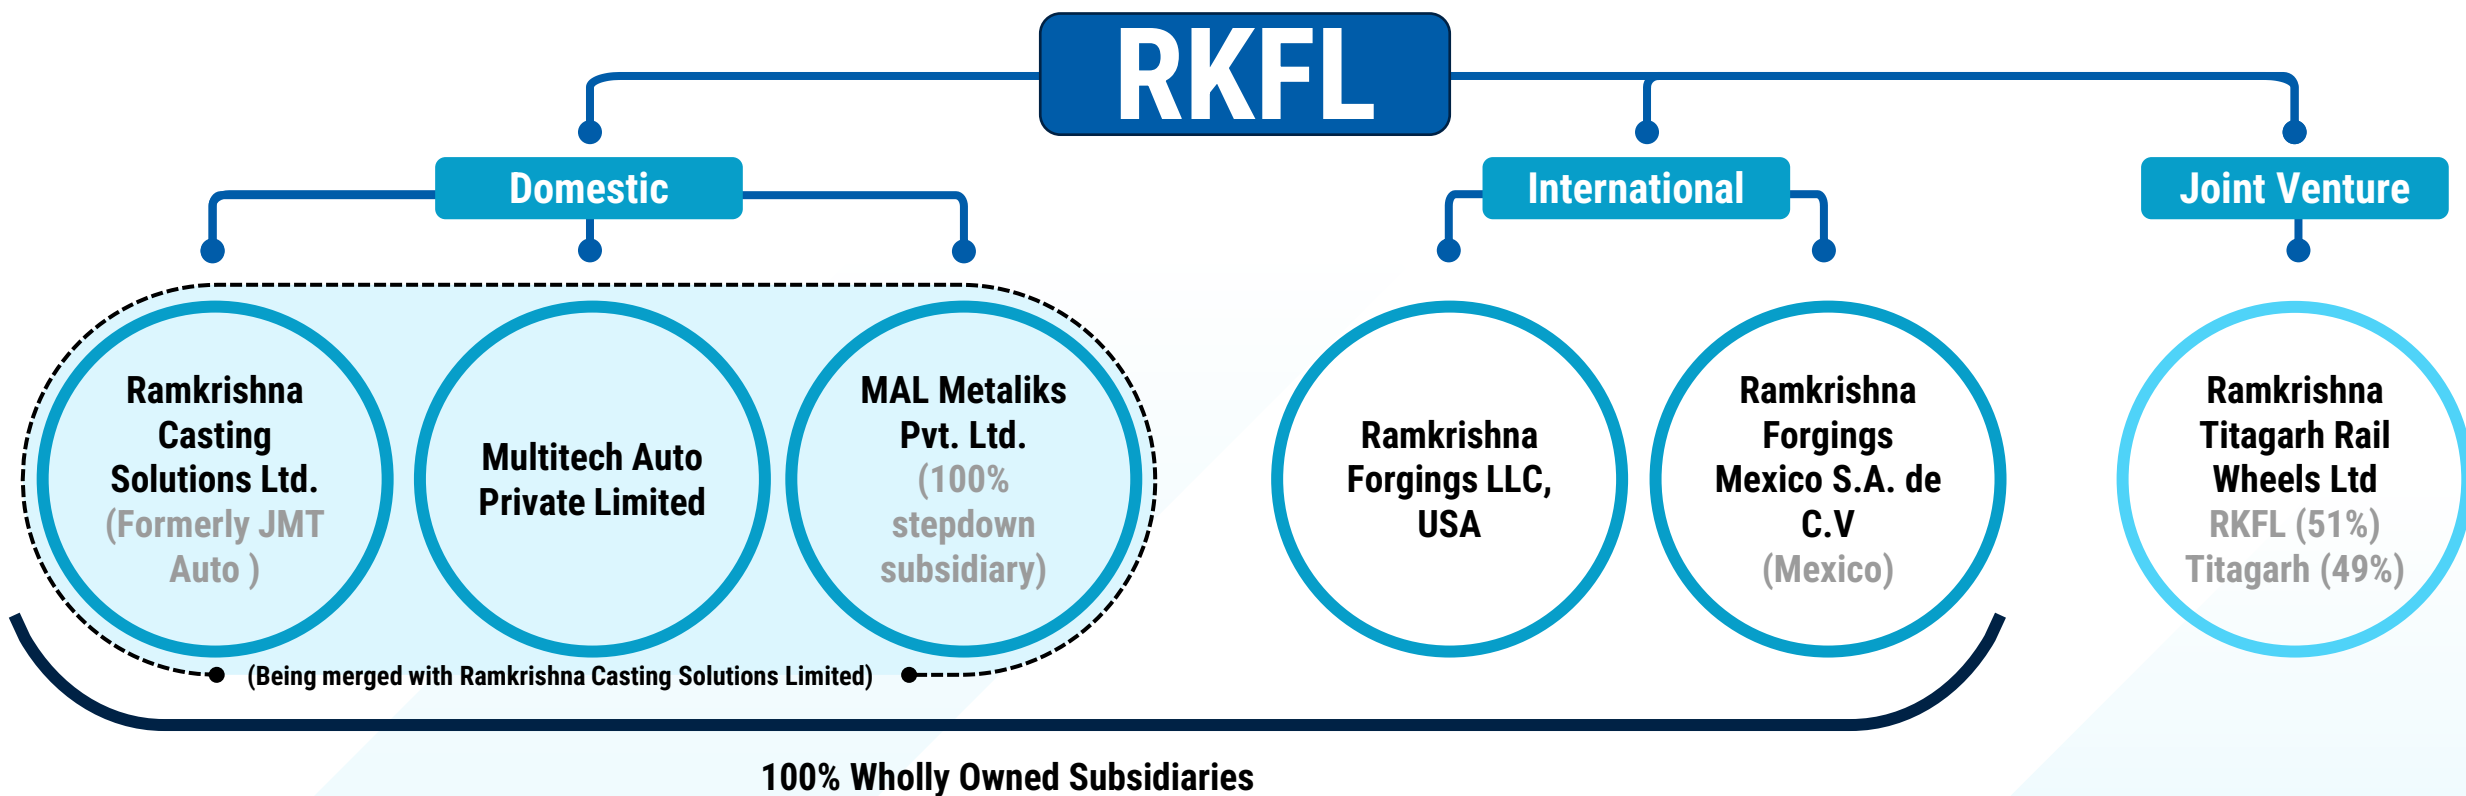 RKFL
Domestic
International
Joint Venture
Ramkrishna
Casting
Solutions Ltd.
(Formerly JMT
Auto )
Multitech Auto
Private Limited
MAL Metaliks
Pvt. Ltd.
(100%
stepdown
subsidiary)
Ramkrishna
Forgings LLC,
USA
Ramkrishna
Forgings
Mexico S.A. de
C.V
(Mexico)
Ramkrishna
Titagarh Rail
Wheels Ltd
RKFL (51%)
Titagarh (49%)
(Being merged with Ramkrishna Casting Solutions Limited)
100% Wholly Owned Subsidiaries